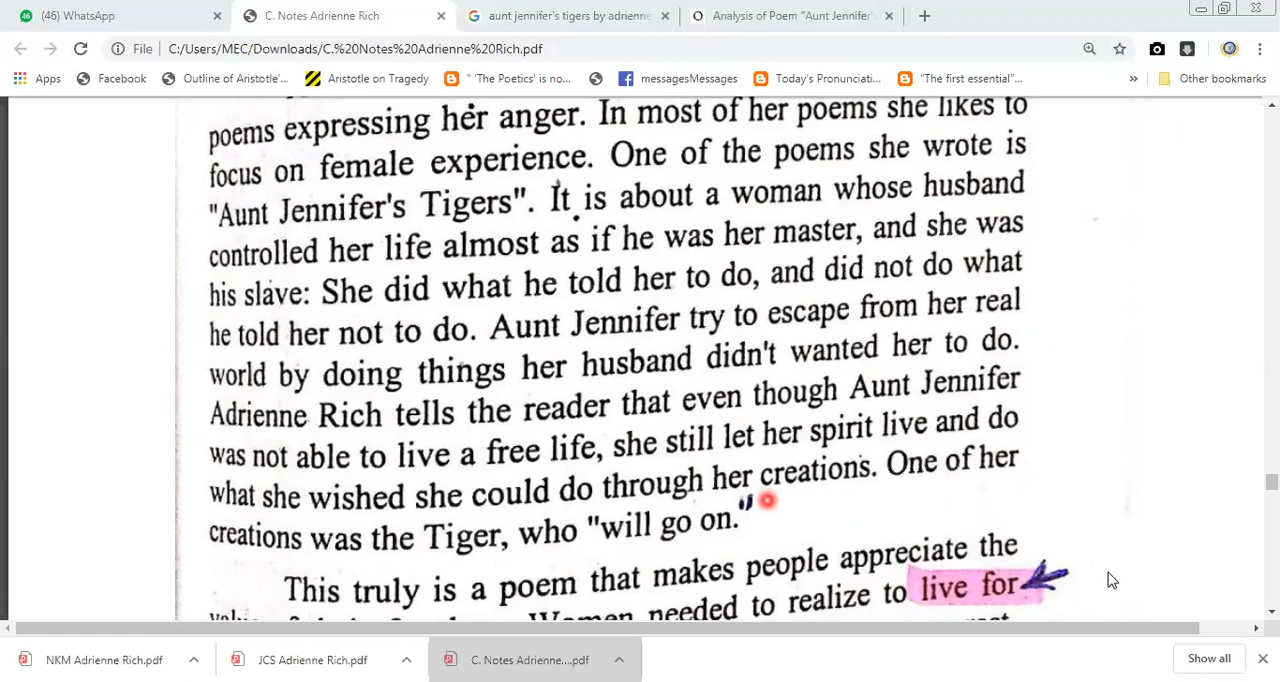 (46) WhatsApp
C. Notes Adrienne Rich
aunt jennifer's tigers by adrienne
Analysis of Poem "Aunt Jennifer'
File
C:/Users/MEC/Downloads/C.%20Notes%20Adrienne%20Rich.pdf
Apps
Facebook
Outline of Aristotle'...
Aristotle on Tragedy
" 'The Poetics' is no...
messagesMessages
Today's Pronunciati...
"The first essential"...
»
Other bookmarks
poems expressing her anger. In most of her poems she likes to
focus on female experience. One of the poems she wrote is
"Aunt Jennifer's Tigers". It is about a woman whose husband
controlled her life almost as if he was her master, and she was
his slave: She did what he told her to do, and did not do what
he told her not to do. Aunt Jennifer try to escape from her real
world by doing things her husband didn't wanted her to do.
Adrienne Rich tells the reader that even though Aunt Jennifer
was not able to live a free life, she still let her spirit live and do
what she wished she could do through her creations. One of her
creations was the Tiger, who "will go on."
This truly is a poem that makes people appreciate the
Women needed to realize to live for
NKM Adrienne Rich.pdf
JCS Adrienne Rich.pdf
C. Notes Adrienne....pdf
Show all